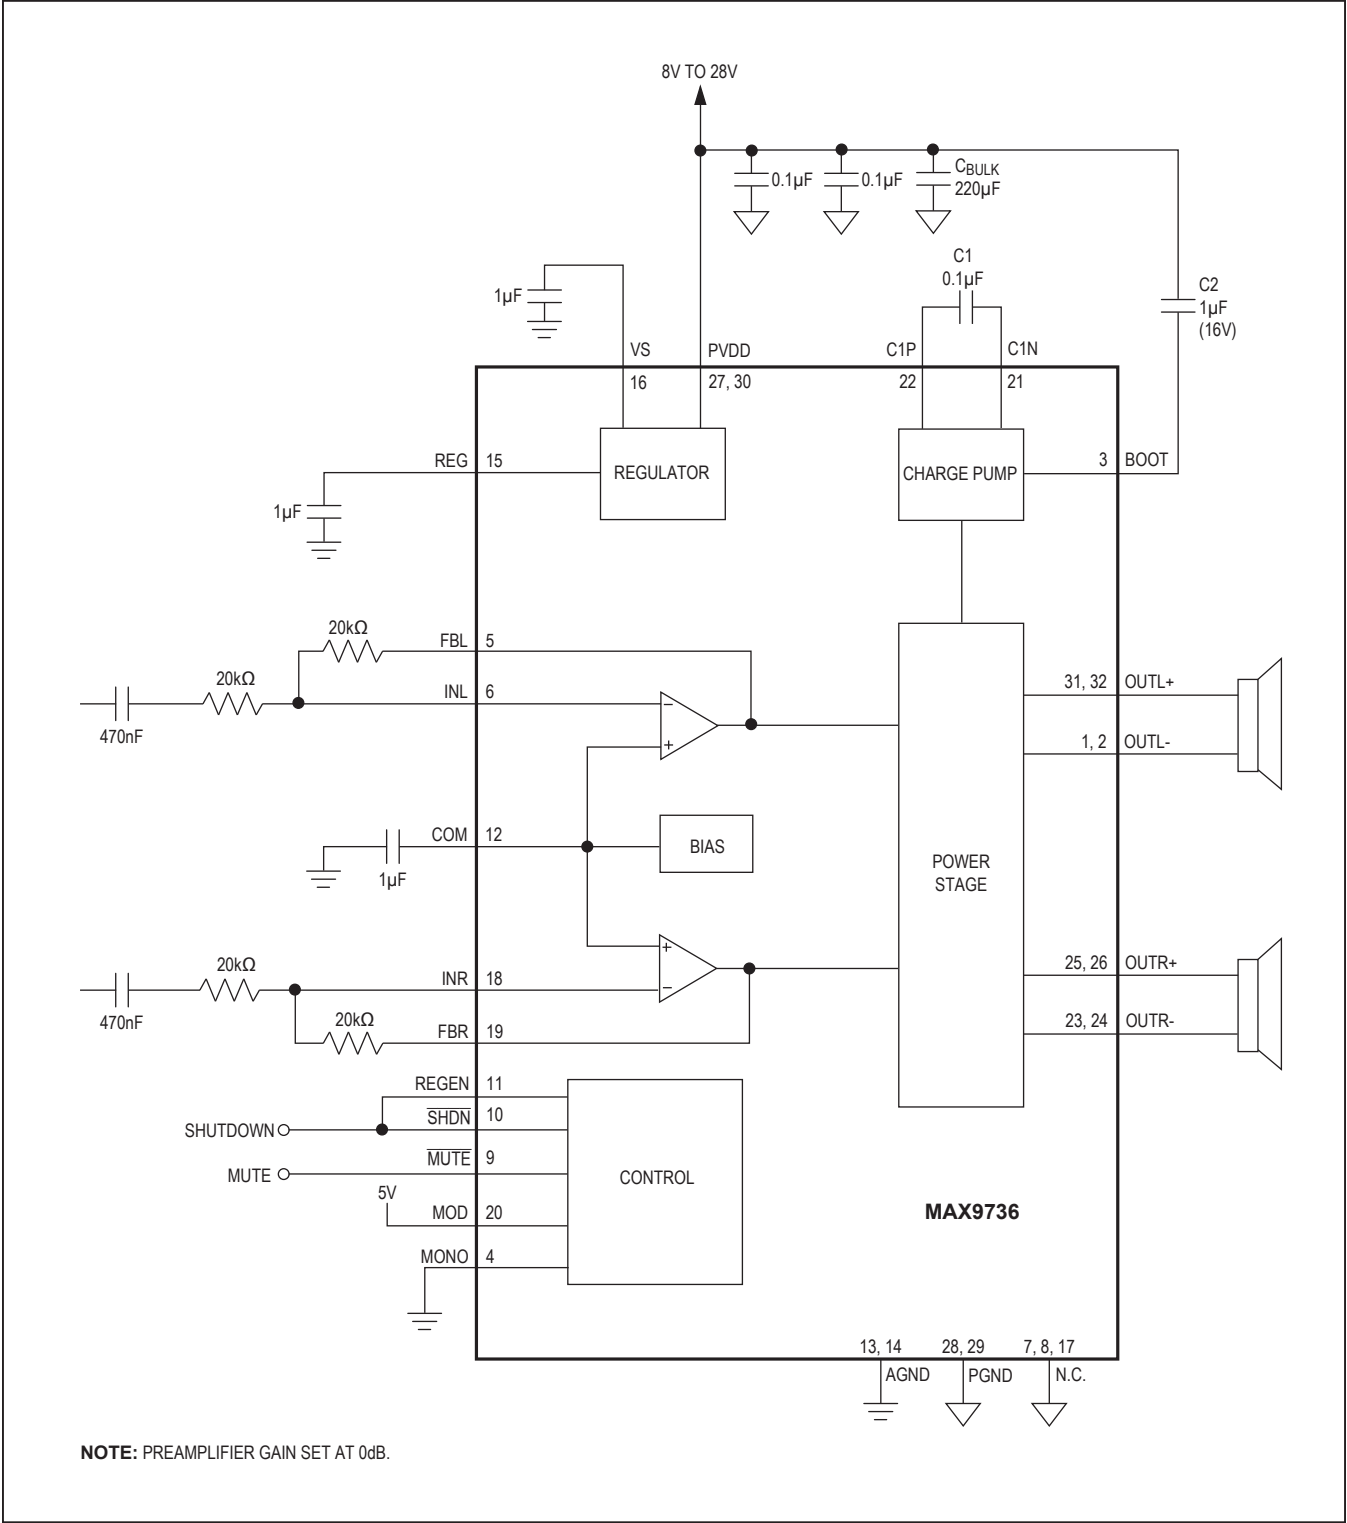 8V TO 28V
0.1µF
0.1µF
CBULK
220µF
C1
0.1µF
C2
1µF
(16V)
1µF
VS
PVDD
C1P
C1N
16
27, 30
22
21
REG
15
REGULATOR
CHARGE PUMP
3
BOOT
1µF
20kΩ
FBL
5
20kΩ
INL
6
470nF
−
+
31, 32
OUTL+
1, 2
OUTL-
COM
12
1µF
BIAS
POWER
STAGE
+
−
20kΩ
INR
18
470nF
20kΩ
FBR
19
25, 26
OUTR+
23, 24
OUTR-
REGEN
11
SHUTDOWN
SHDN
10
MUTE
MUTE
9
5V
MOD
20
MONO
4
CONTROL
MAX9736
13, 14
28, 29
7, 8, 17
AGND
PGND
N.C.
NOTE: PREAMPLIFIER GAIN SET AT 0dB.